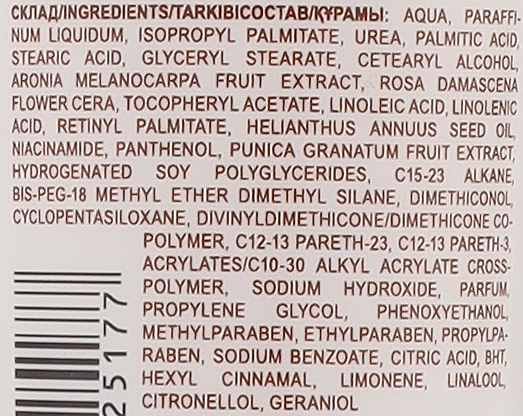 СКЛАД/INGREDIENTS/TARKIBI/СОСТАВ/ҚҰРАМЫ: AQUA, PARAFFI-
NUM LIQUIDUM, ISOPROPYL PALMITATE, UREA, PALMITIC ACID,
STEARIC ACID, GLYCERYL STEARATE, CETEARYL ALCOHOL,
ARONIA MELANOCARPA FRUIT EXTRACT, ROSA DAMASCENA
FLOWER CERA, TOCOPHERYL ACETATE, LINOLEIC ACID, LINOLENIC
ACID, RETINYL PALMITATE, HELIANTHUS ANNUUS SEED OIL,
NIACINAMIDE, PANTHENOL, PUNICA GRANATUM FRUIT EXTRACT,
HYDROGENATED SOY POLYGLYCERIDES, C15-23 ALKANE,
BIS-PEG-18 METHYL ETHER DIMETHYL SILANE, DIMETHICONOL,
CYCLOPENTASILOXANE, DIVINYLDIMETHICONE/DIMETHICONE CO-
POLYMER, C12-13 PARETH-23, C12-13 PARETH-3,
ACRYLATES/C10-30 ALKYL ACRYLATE CROSS-
POLYMER, SODIUM HYDROXIDE, PARFUM,
PROPYLENE GLYCOL, PHENOXYETHANOL,
METHYLPARABEN, ETHYLPARABEN, PROPYLPA-
RABEN, SODIUM BENZOATE, CITRIC ACID, BHT,
HEXYL CINNAMAL, LIMONENE, LINALOOL,
CITRONELLOL, GERANIOL
25177